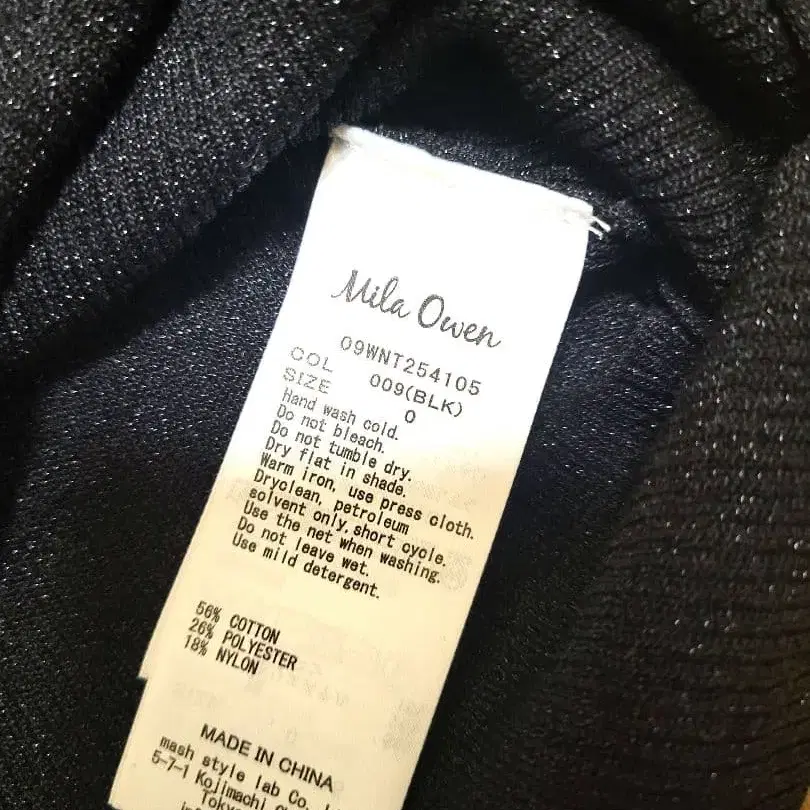 Mila Owen
09WNT254105
COL 009(BLK)
SIZE 0
Hand wash cold.
Do not bleach.
Do not tumble dry.
Dry flat in shade.
Warm iron, use press cloth.
Dryclean, petroleum
solvent only,short cycle.
Use the net when washing.
Do not leave wet.
Use mild detergent.
56% COTTON
26% POLYESTER
18% NYLON
MADE IN CHINA
mash style lab Co.
5-7-1 Kojimachi
Tokyo